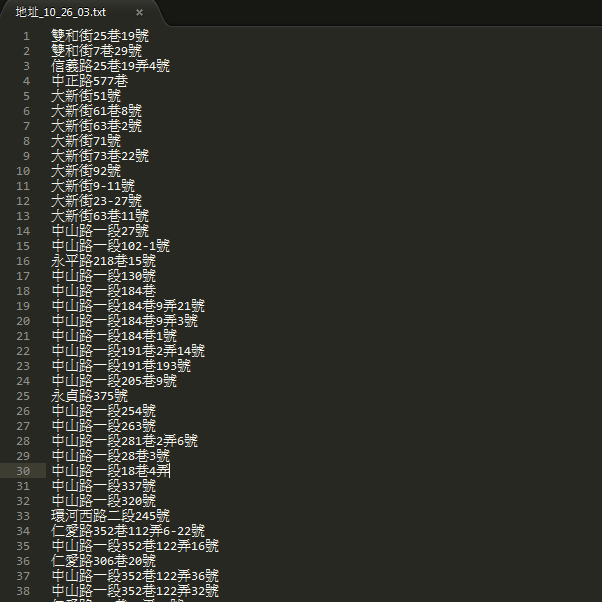 地址_10_26_03.txt ×
1 雙和街25巷19號
2 雙和街7巷29號
3 信義路25巷19弄4號
4 中正路577巷
5 大新街51號
6 大新街61巷8號
7 大新街63巷2號
8 大新街71號
9 大新街73巷22號
10 大新街92號
11 大新街9-11號
12 大新街23-27號
13 大新街63巷11號
14 中山路一段27號
15 中山路一段102-1號
16 永平路218巷15號
17 中山路一段130號
18 中山路一段184巷
19 中山路一段184巷9弄21號
20 中山路一段184巷9弄3號
21 中山路一段184巷1號
22 中山路一段191巷2弄14號
23 中山路一段191巷193號
24 中山路一段205巷9號
25 永貞路375號
26 中山路一段254號
27 中山路一段263號
28 中山路一段281巷2弄6號
29 中山路一段28巷3號
30 中山路一段18巷4弄
31 中山路一段337號
32 中山路一段320號
33 環河西路二段245號
34 仁愛路352巷112弄6-22號
35 中山路一段352巷122弄16號
36 仁愛路306巷20號
37 中山路一段352巷122弄36號
38 中山路一段352巷122弄32號